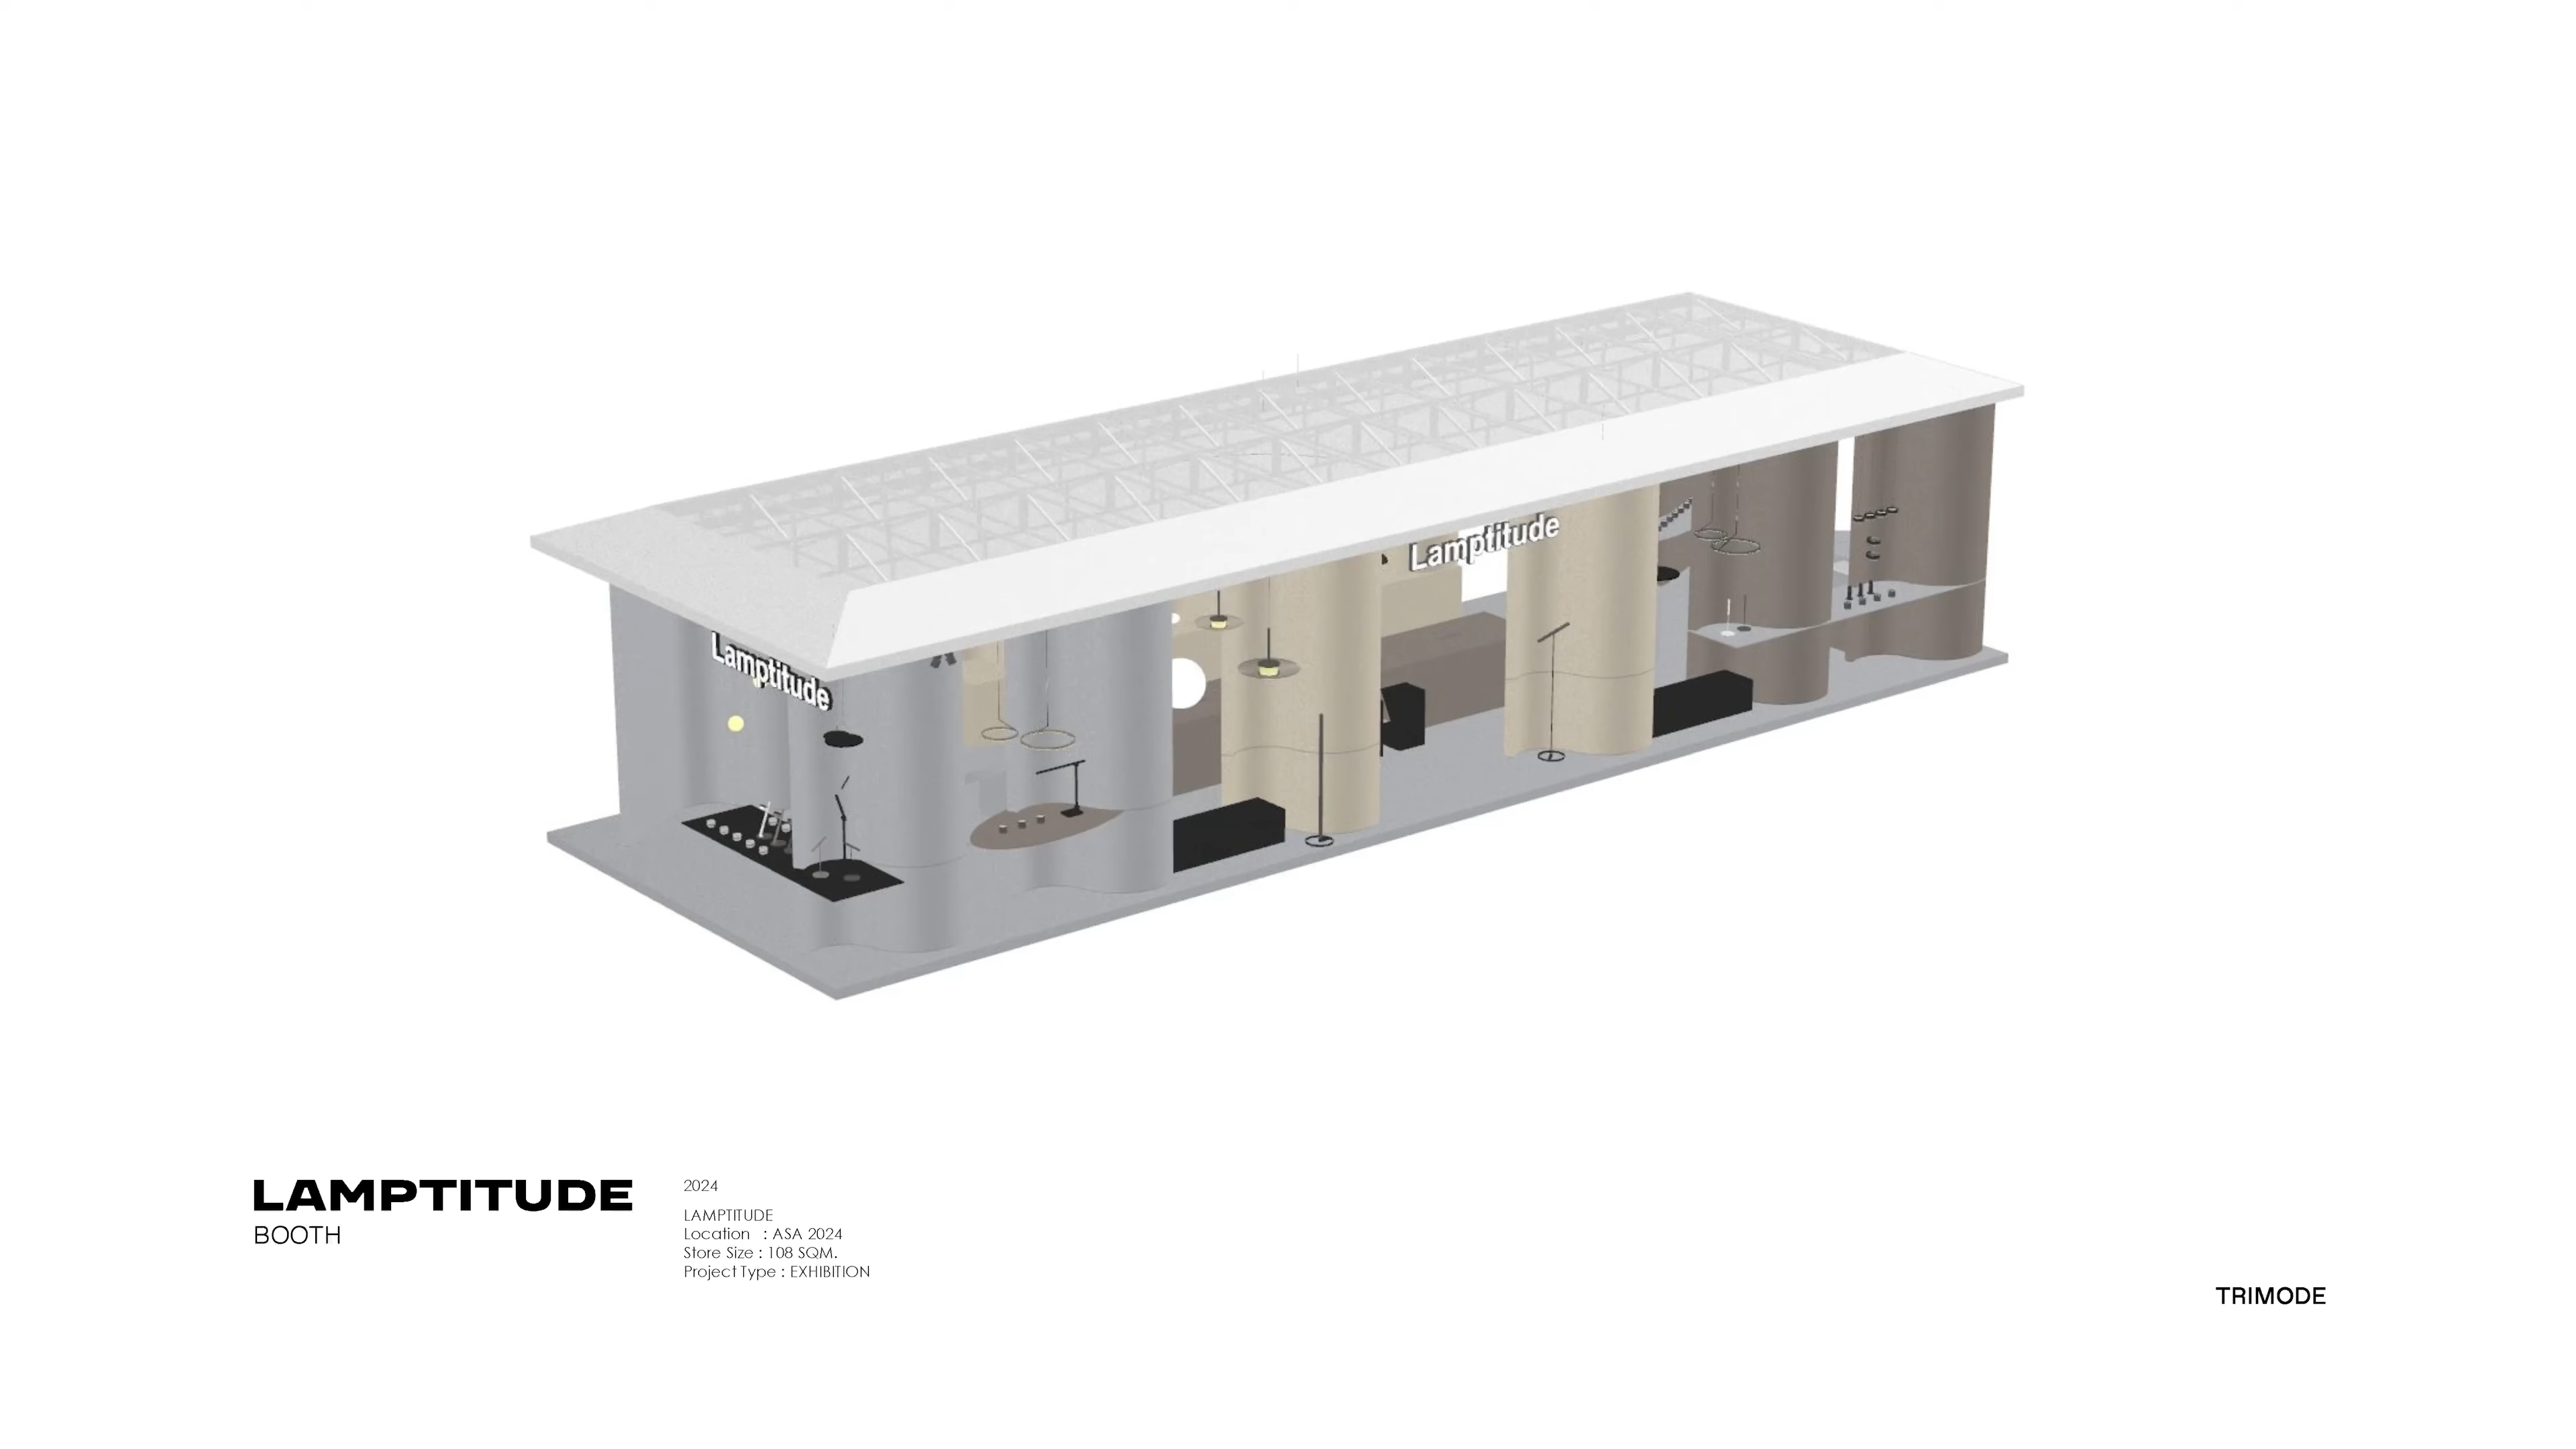 Lamptitude
Lamptitude
LAMPTITUDE
BOOTH
2024
LAMPTITUDE
Location : ASA 2024
Store Size : 108 SQM.
Project Type : EXHIBITION
TRIMODE